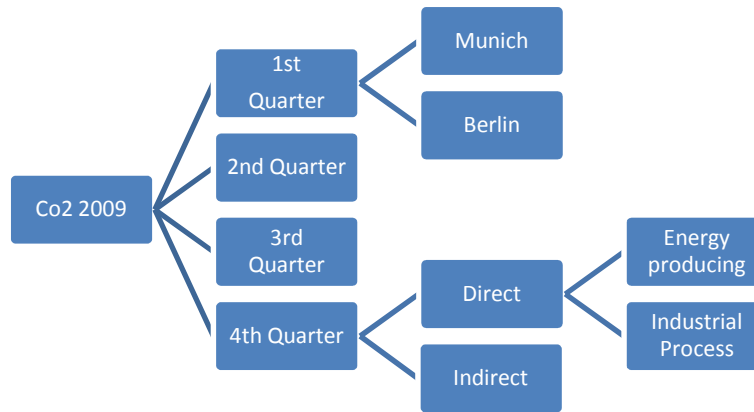 Munich
1st
Quarter
Berlin
2nd Quarter
Co2 2009
3rd
Quarter
Energy
producing
Direct
4th Quarter
Industrial
Process
Indirect